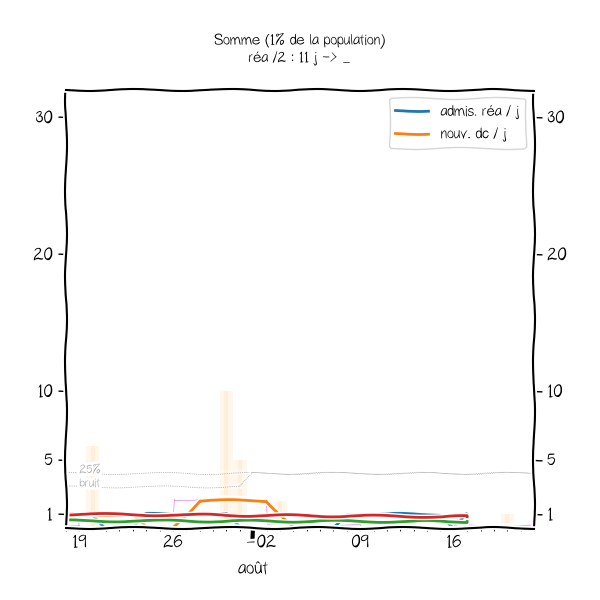 Somme (1% de la population)
réa /2 : 11 j -> _
admis. réa / j
nouv. dc / j
30
30
20
20
10
10
5
5
25%
bruit
1
1
19
26
02
09
16
août